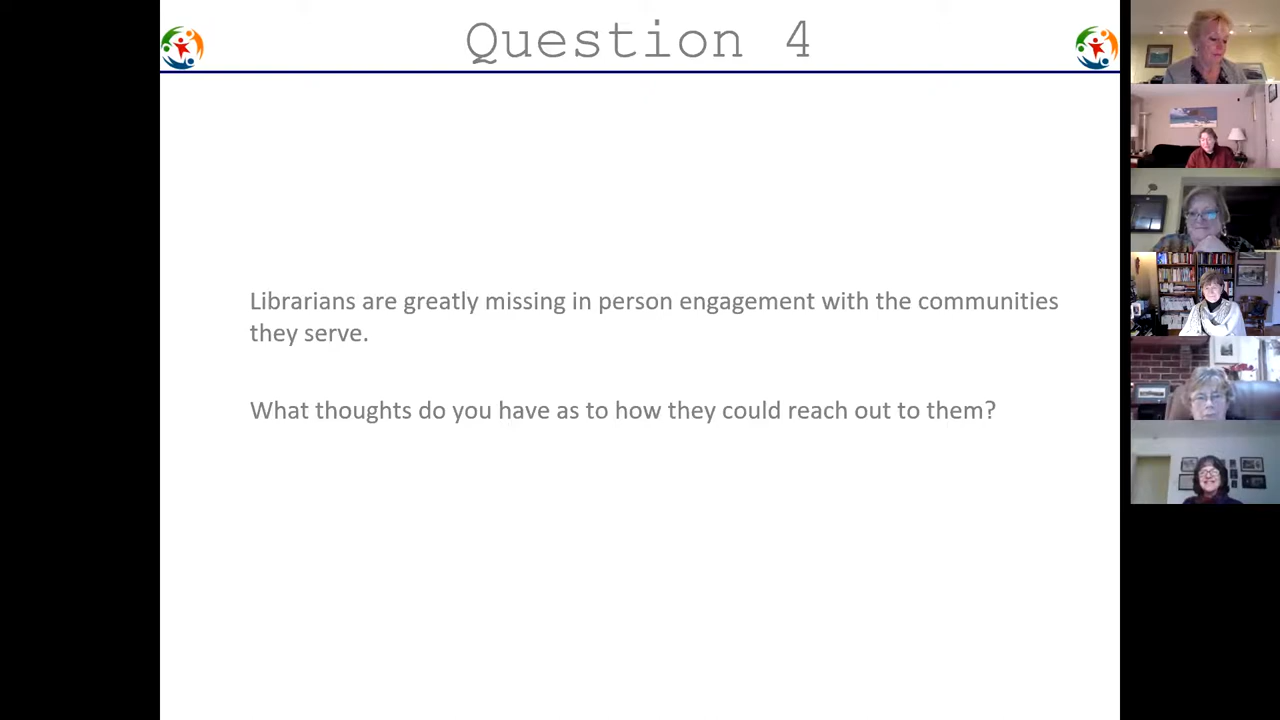 Question 4
Librarians are greatly missing in person engagement with the communities
they serve.
What thoughts do you have as to how they could reach out to them?